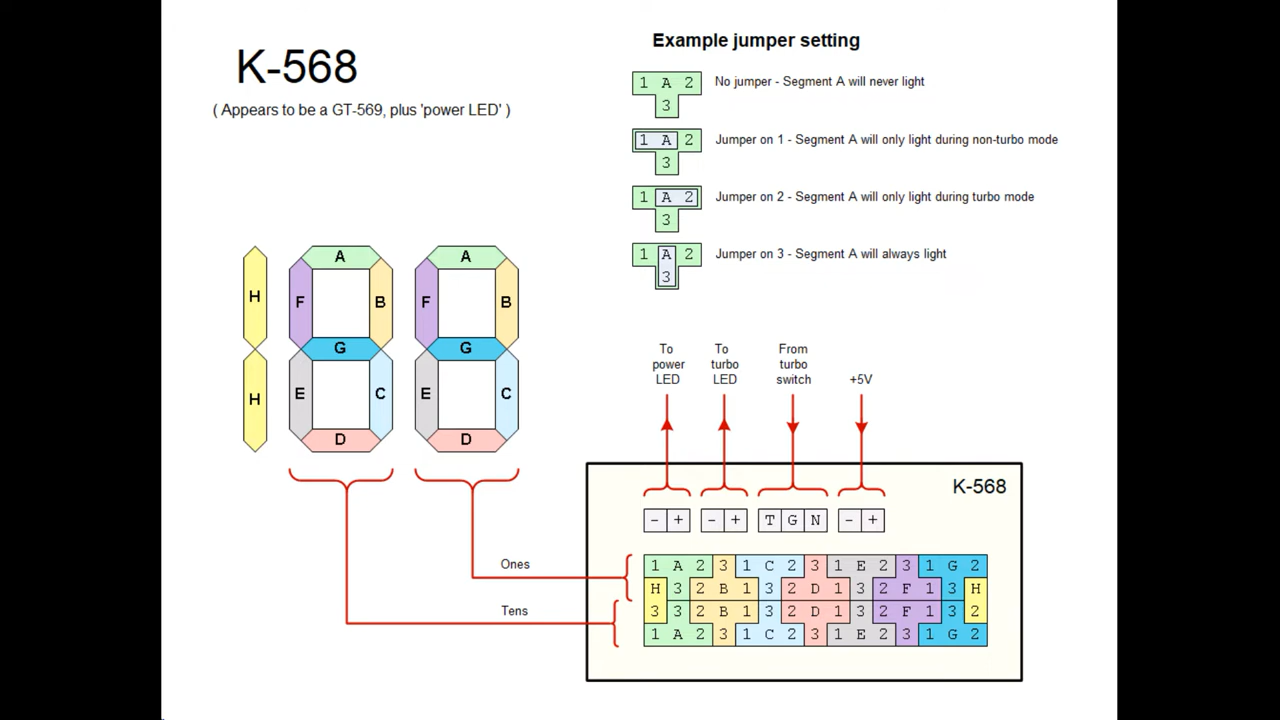 K-568
( Appears to be a GT-569, plus 'power LED' )
Example jumper setting
1 A 2
3
No jumper - Segment A will never light
1 A 2
3
Jumper on 1 - Segment A will only light during non-turbo mode
1 A 2
3
Jumper on 2 - Segment A will only light during turbo mode
1 A 2
3
Jumper on 3 - Segment A will always light
A A
H F B F B
G G
H E C E C
D D
To power LED
To turbo LED
From turbo switch
+5V
K-568
- + - + T G N - +
Ones
Tens
1 A 2 3 1 C 2 3 1 E 2 3 1 G 2
H 3 2 B 1 3 2 D 1 3 2 F 1 3 H
3 3 2 B 1 3 2 D 1 3 2 F 1 3 2
1 A 2 3 1 C 2 3 1 E 2 3 1 G 2